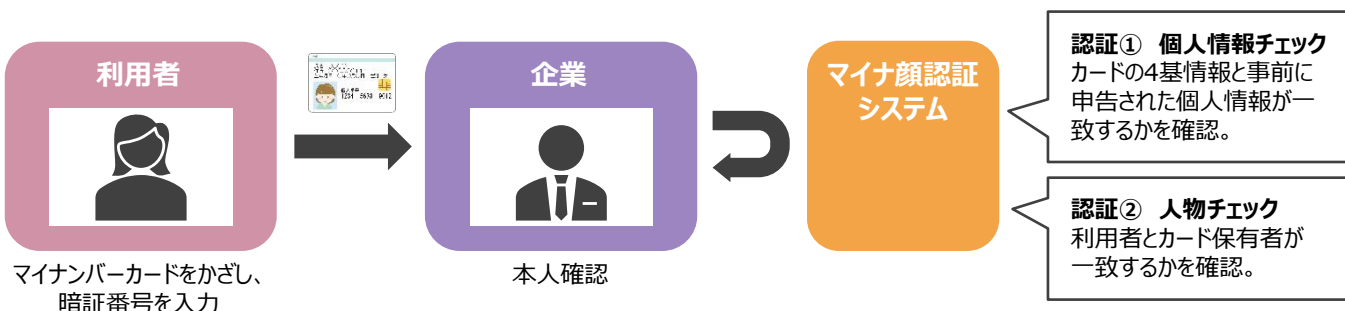 利用者
マイナンバーカードをかざし、
暗証番号を入力
企業
本人確認
マイナ顔認証
システム
認証① 個人情報チェック
カードの4基情報と事前に
申告された個人情報が一
致するかを確認。
認証② 人物チェック
利用者とカード保有者が
一致するかを確認。